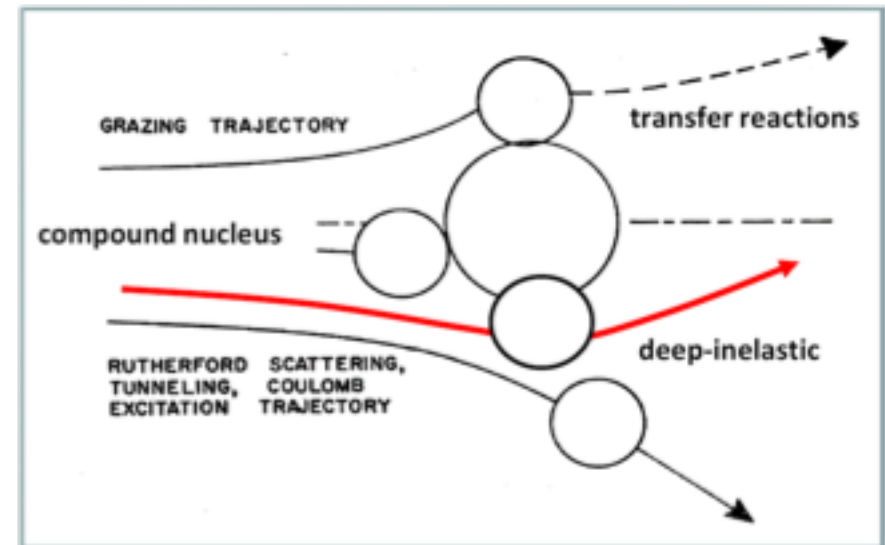 GRAZING TRAJECTORY
transfer reactions
compound nucleus
deep-inelastic
RUTHERFORD SCATTERING,
TUNNELING, COULOMB
EXCITATION TRAJECTORY